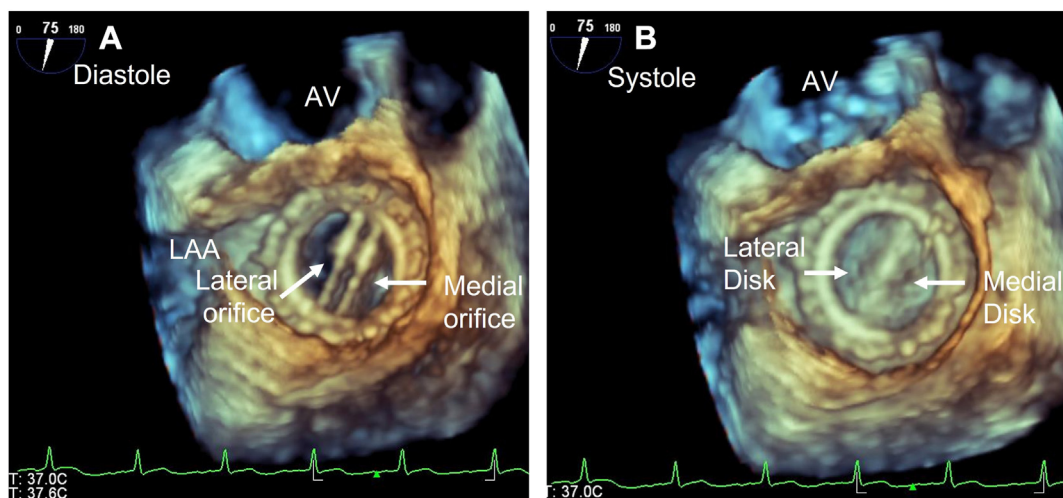 0 75 180
A
Diastole
AV
LAA
Lateral
orifice
Medial
orifice
T: 37.0C
T: 37.6C
0 75 180
B
Systole
AV
Lateral
Disk
Medial
Disk
T: 37.0C